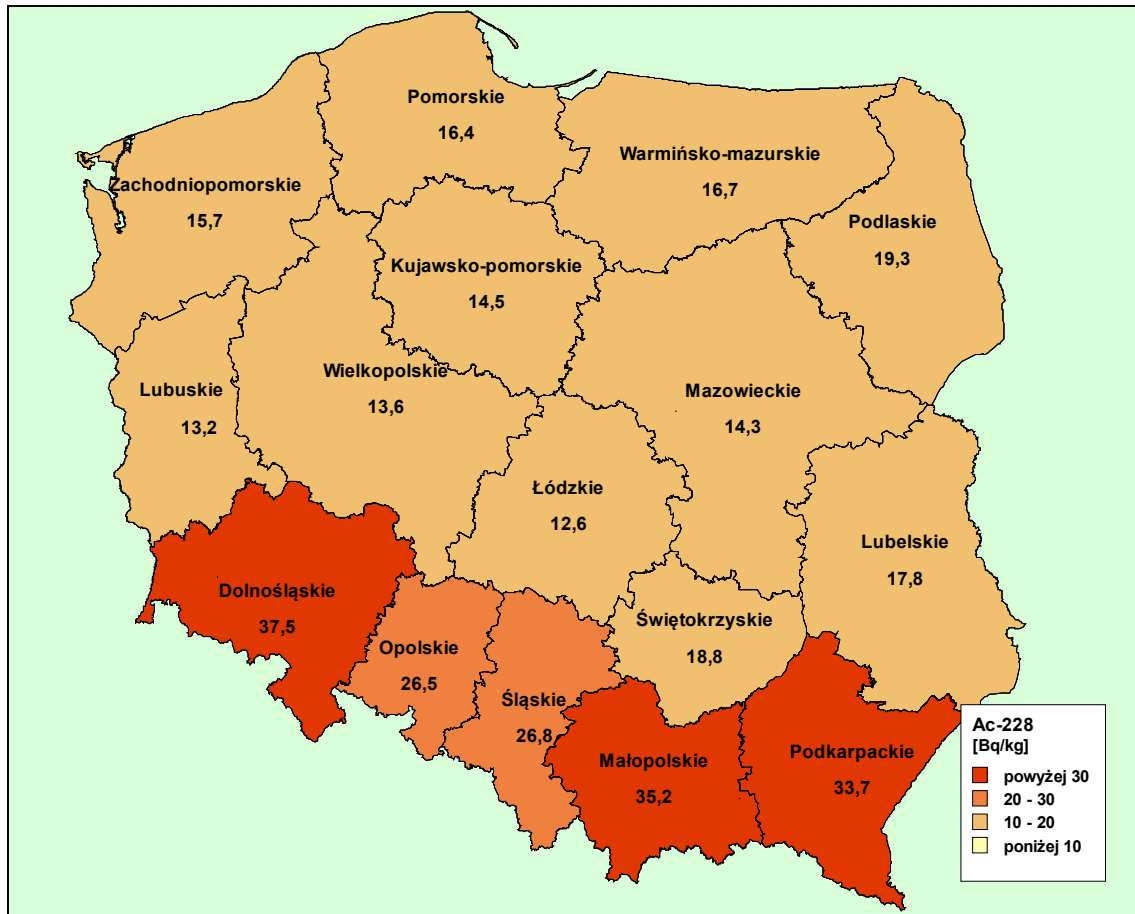 Pomorskie
16,4
Warmińsko-mazurskie
16,7
Zachodniopomorskie
15,7
Podlaskie
19,3
Kujawsko-pomorskie
14,5
Wielkopolskie
13,6
Lubuskie
13,2
Mazowieckie
14,3
Łódzkie
12,6
Lubelskie
17,8
Dolnośląskie
37,5
Świętokrzyskie
18,8
Opolskie
26,5
Śląskie
26,8
Małopolskie
35,2
Podkarpackie
33,7
Ac-228
[Bq/kg]
powyżej 30
20 - 30
10 - 20
poniżej 10